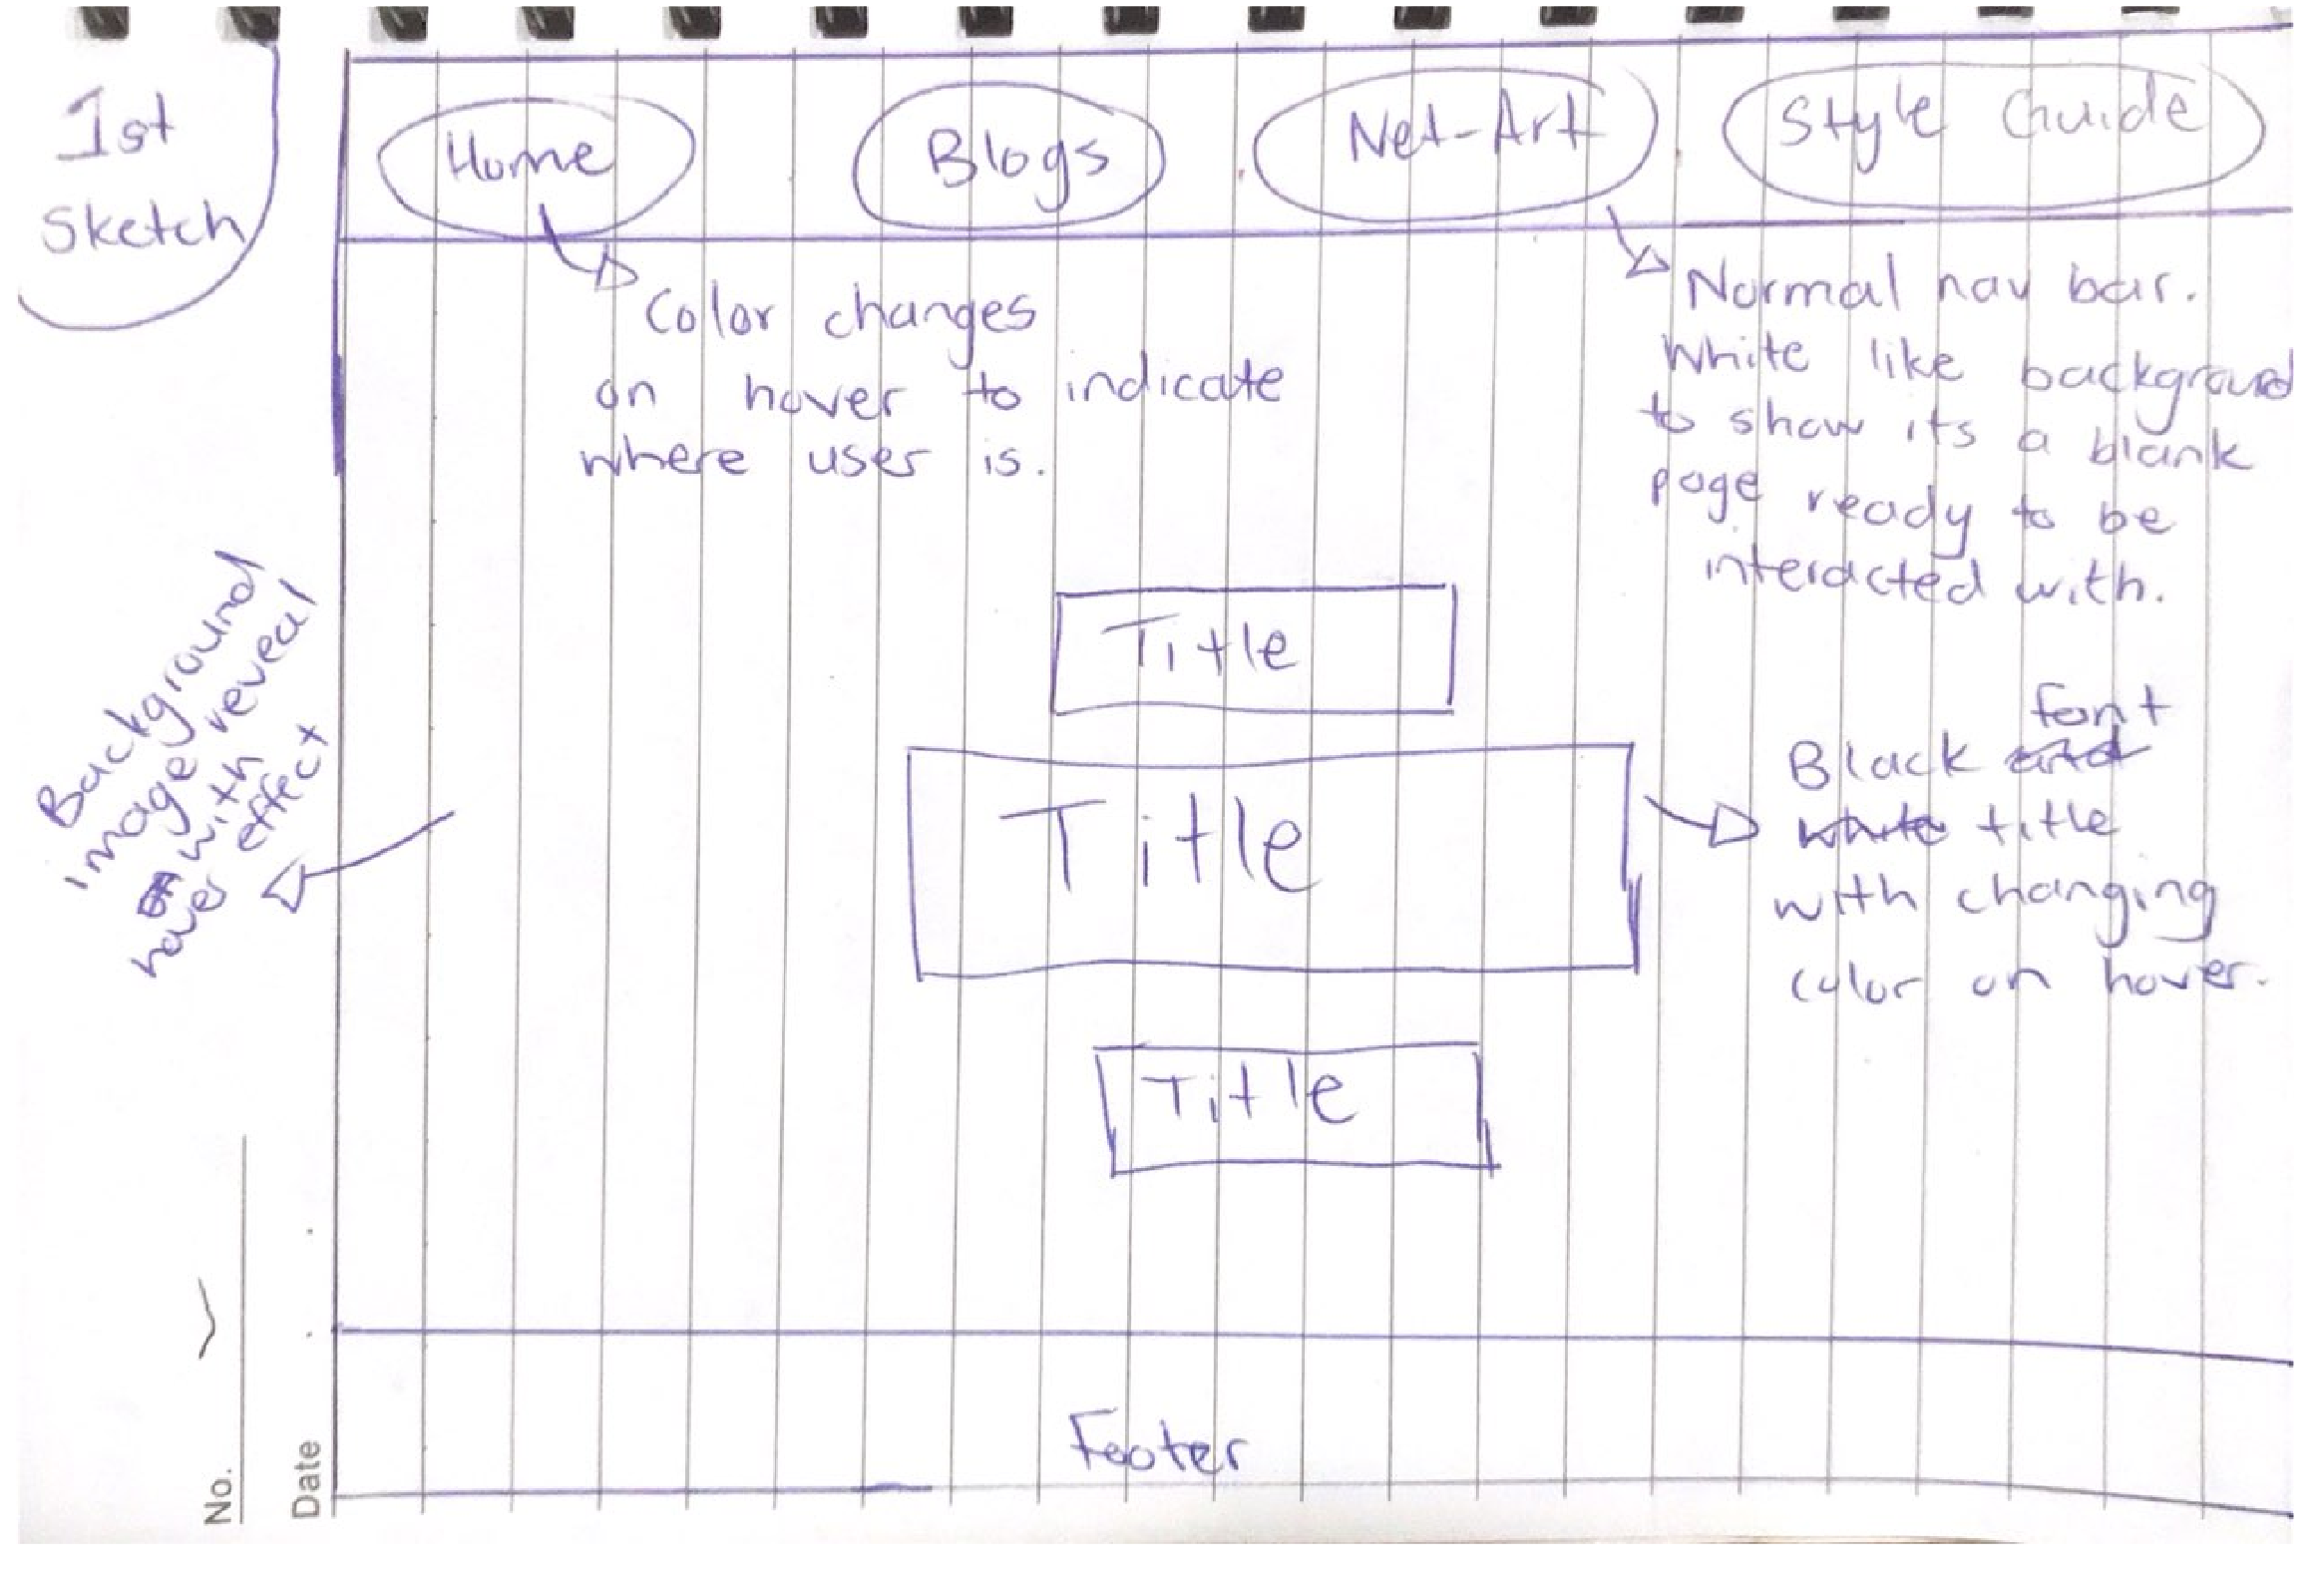 1st
Sketch
Home Blogs Net-Art Style Guide
Color changes
on hover to indicate
where user is.
Normal nav bar.
White like background
to show its a blank
page ready to be
interacted with.
Background
image reveal
with
hover effect
Title
Title
Title
font
Black and
white title
with changing
color on hover.
Footer
No.
Date